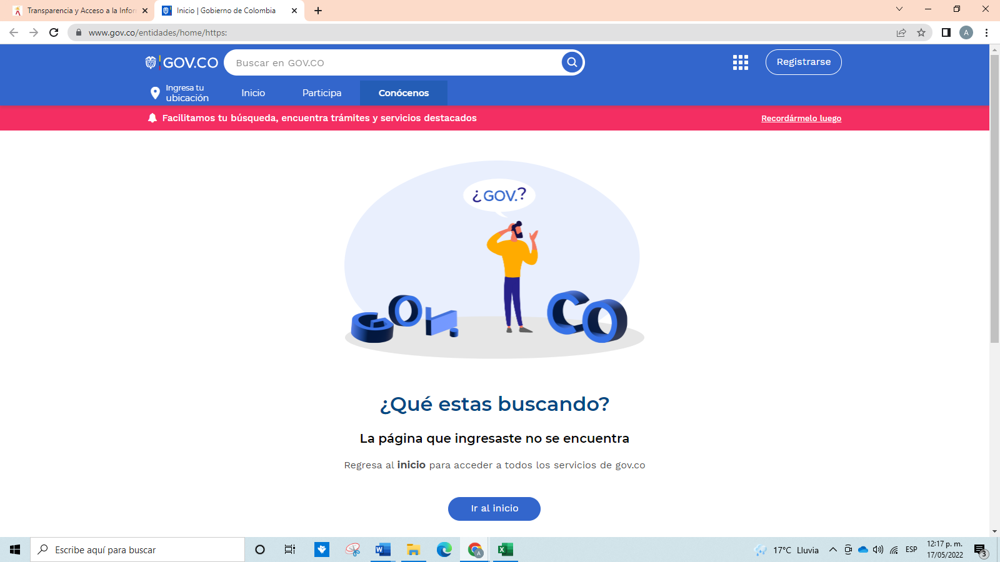 Transparencia y Acceso a la Infor
Inicio | Gobierno de Colombia
www.gov.co/entidades/home/https:
A
GOV.CO
Buscar en GOV.CO
Registrarse
Ingresa tu
ubicación
Inicio
Participa
Conócenos
Facilitamos tu búsqueda, encuentra trámites y servicios destacados
Recordármelo luego
¿GOV.?
GOV.
CO
¿Qué estas buscando?
La página que ingresaste no se encuentra
Regresa al inicio para acceder a todos los servicios de gov.co
Ir al inicio
Escribe aquí para buscar
W
A
X
17°C Lluvia
ESP
12:17 p. m.
17/05/2022
3